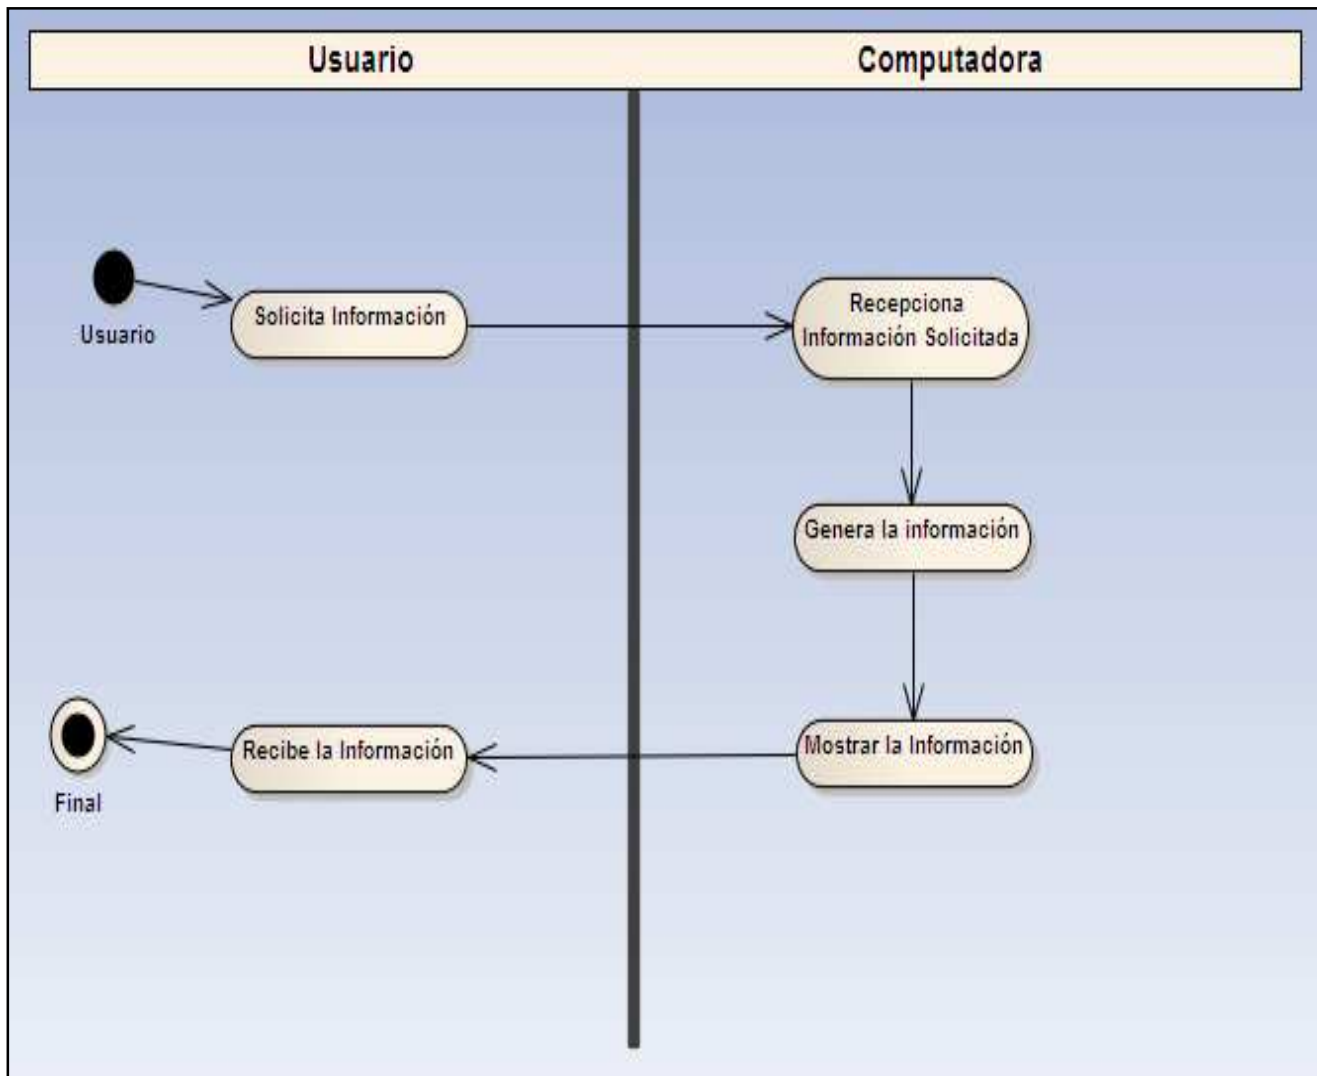 Usuario
Computadora
Usuario
Solicita Información
Recepciona
Información Solicitada
Genera la información
Mostrar la Información
Recibe la Información
Final